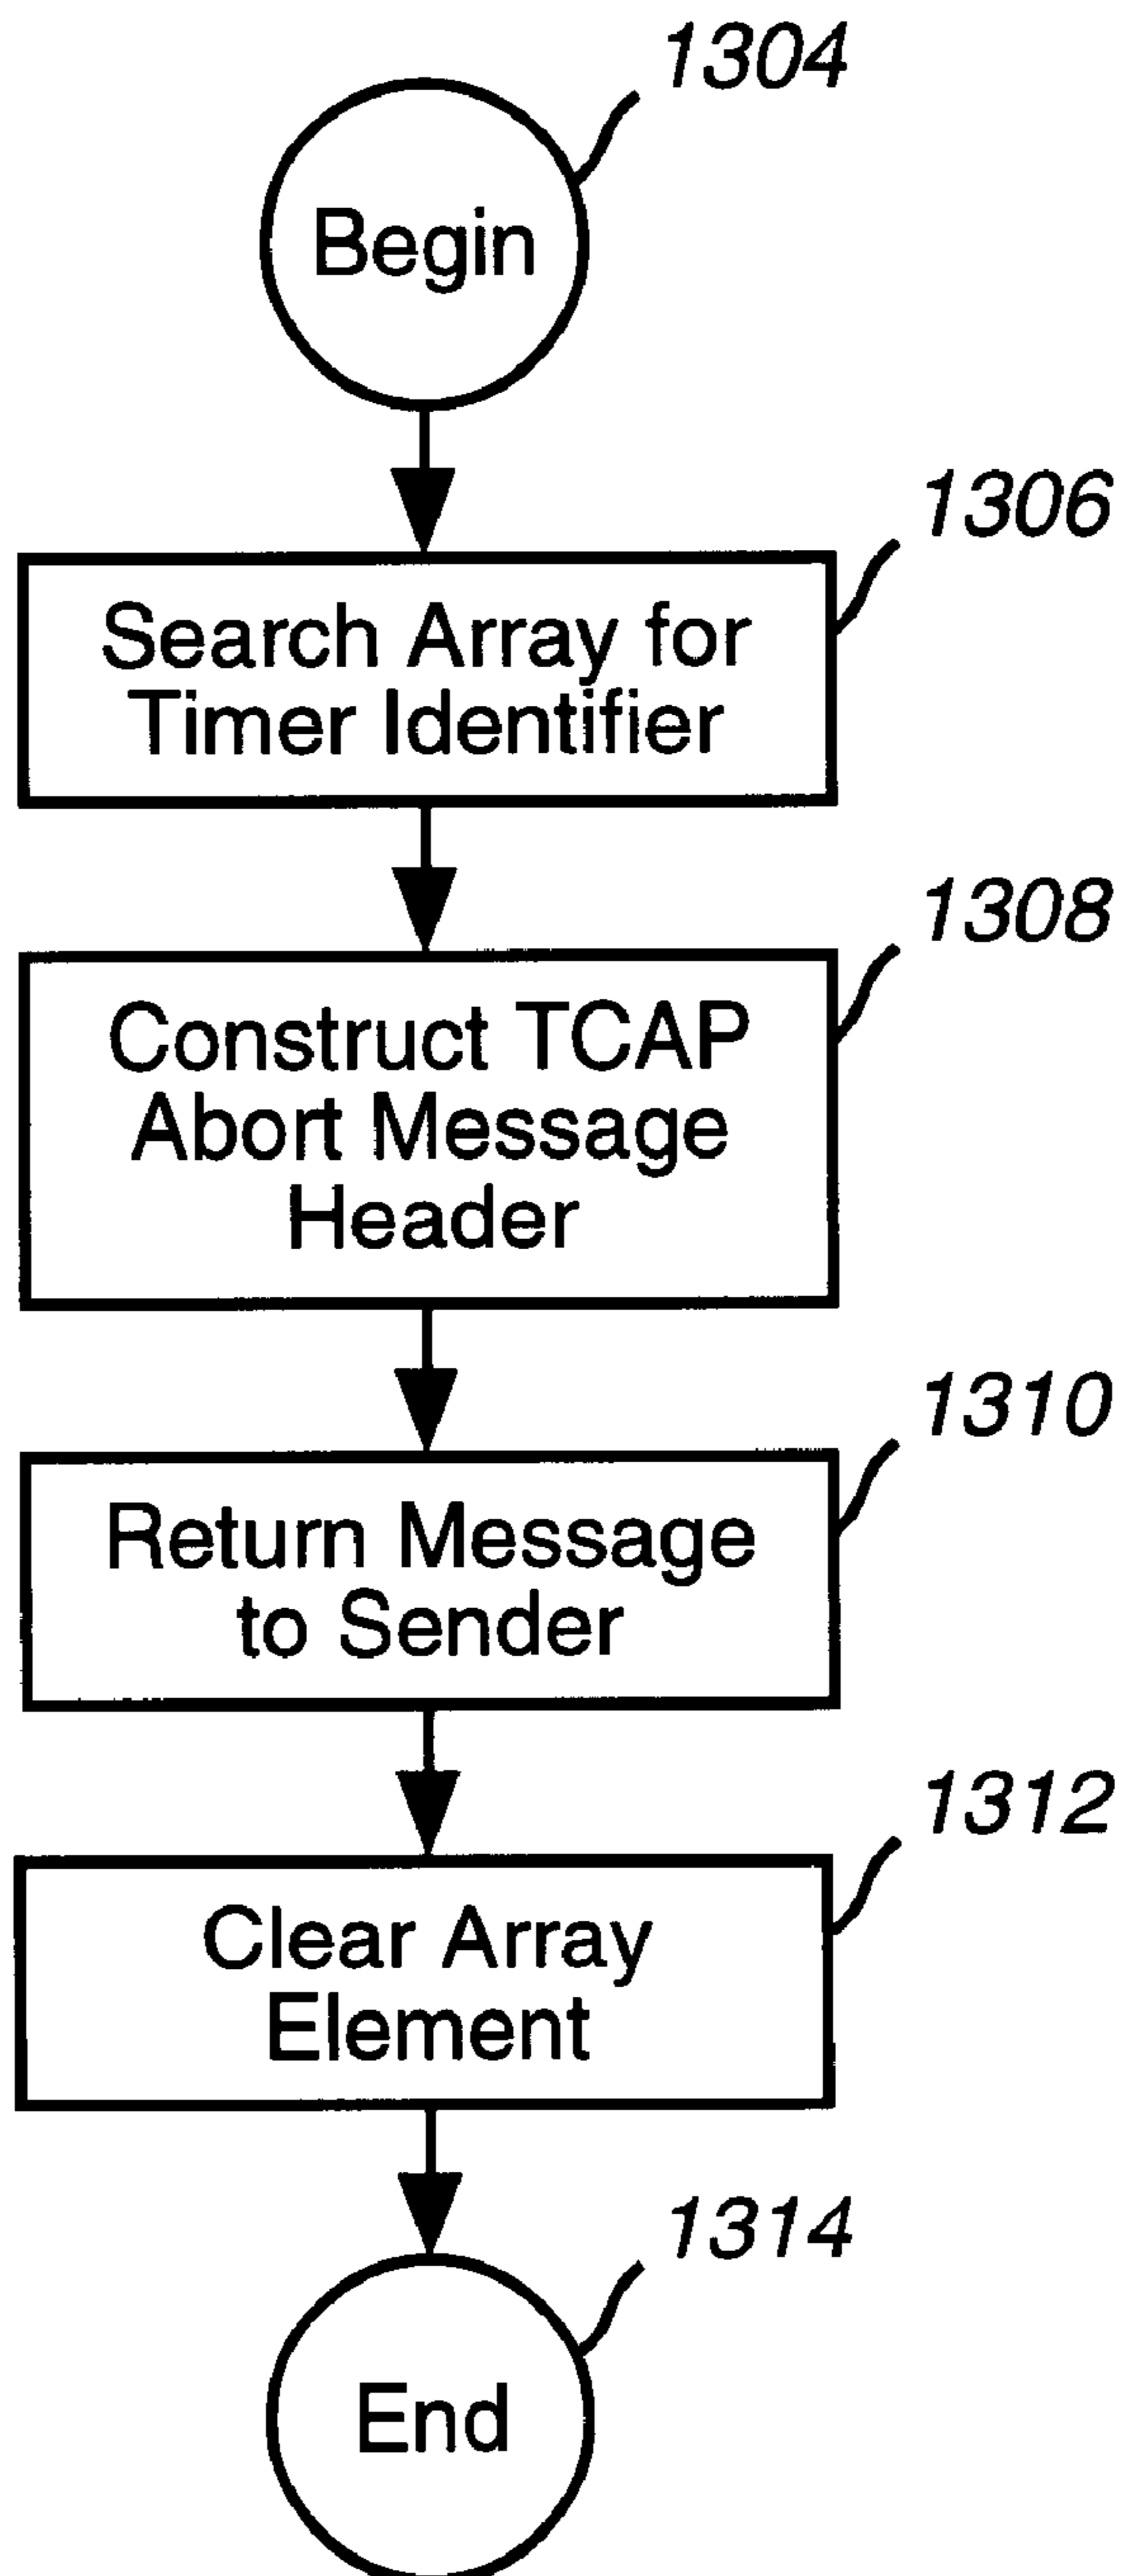 1304
Begin
1306
Search Array for
Timer Identifier
1308
Construct TCAP
Abort Message
Header
1310
Return Message
to Sender
1312
Clear Array
Element
1314
End